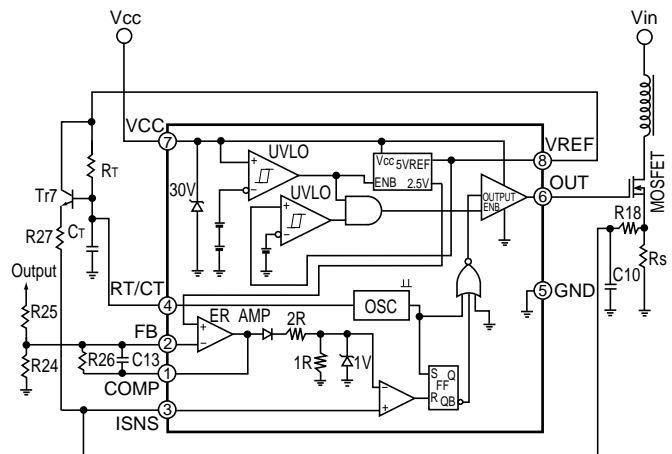 Vcc
Vin
VCC
7
UVLO
Vcc
5VREF
ENB
2.5V
8
VREF
RT
+
−
30V
UVLO
+
−
OUTPUT
ENB
6
OUT
MOSFET
Tr7
R27
CT
R18
Rs
C10
Output
RT/CT
4
OSC
5
GND
R25
FB
2
ER AMP
+
−
2R
R24
R26
C13
1R
1V
COMP
1
−
+
S Q
FF
R QB
ISNS
3